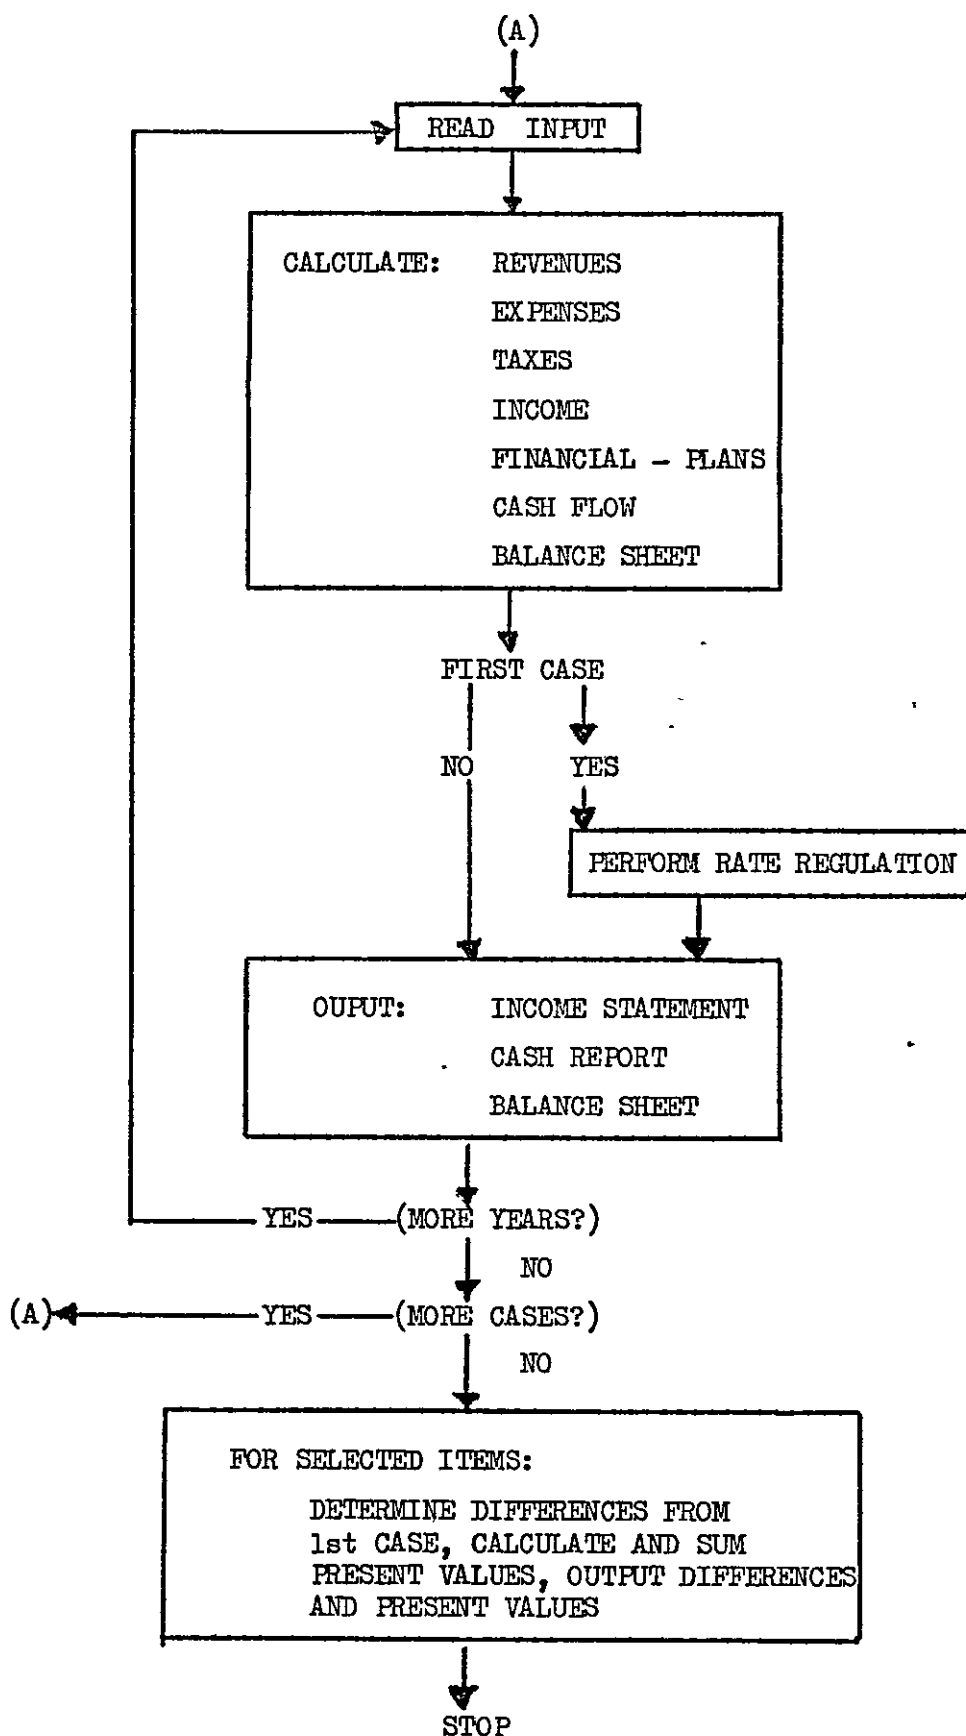 (A)
READ INPUT
CALCULATE: REVENUES
EXPENSES
TAXES
INCOME
FINANCIAL - PLANS
CASH FLOW
BALANCE SHEET
FIRST CASE
NO YES
PERFORM RATE REGULATION
OUPUT: INCOME STATEMENT
CASH REPORT
BALANCE SHEET
YES (MORE YEARS?)
NO
(A) YES (MORE CASES?)
NO
FOR SELECTED ITEMS:
DETERMINE DIFFERENCES FROM
1st CASE, CALCULATE AND SUM
PRESENT VALUES, OUTPUT DIFFERENCES
AND PRESENT VALUES
STOP